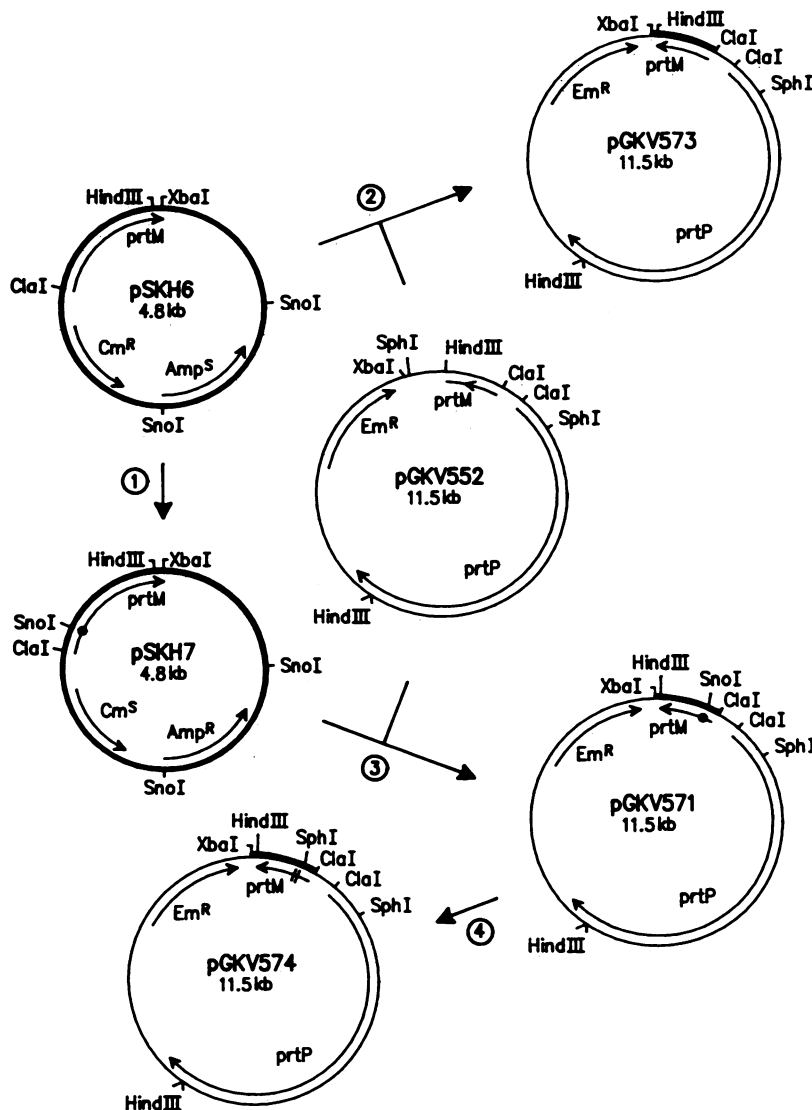 XbaI HindIII
ClaI
ClaI
SphI
prtM
EmR
pGKV573
11.5kb
prtP
HindIII
②
HindIII XbaI
prtM
ClaI
pSKH6
4.8kb
SnoI
CmR
AmpS
SnoI
SphI
XbaI
HindIII
ClaI
ClaI
SphI
prtM
EmR
pGKV552
11.5kb
prtP
HindIII
①
HindIII XbaI
prtM
SnoI
ClaI
pSKH7
4.8kb
SnoI
CmS
AmpR
SnoI
③
HindIII
XbaI
SnoI
ClaI
ClaI
SphI
prtM
EmR
pGKV571
11.5kb
prtP
HindIII
④
HindIII
XbaI
SphI
ClaI
ClaI
SphI
prtM
EmR
pGKV574
11.5kb
prtP
HindIII